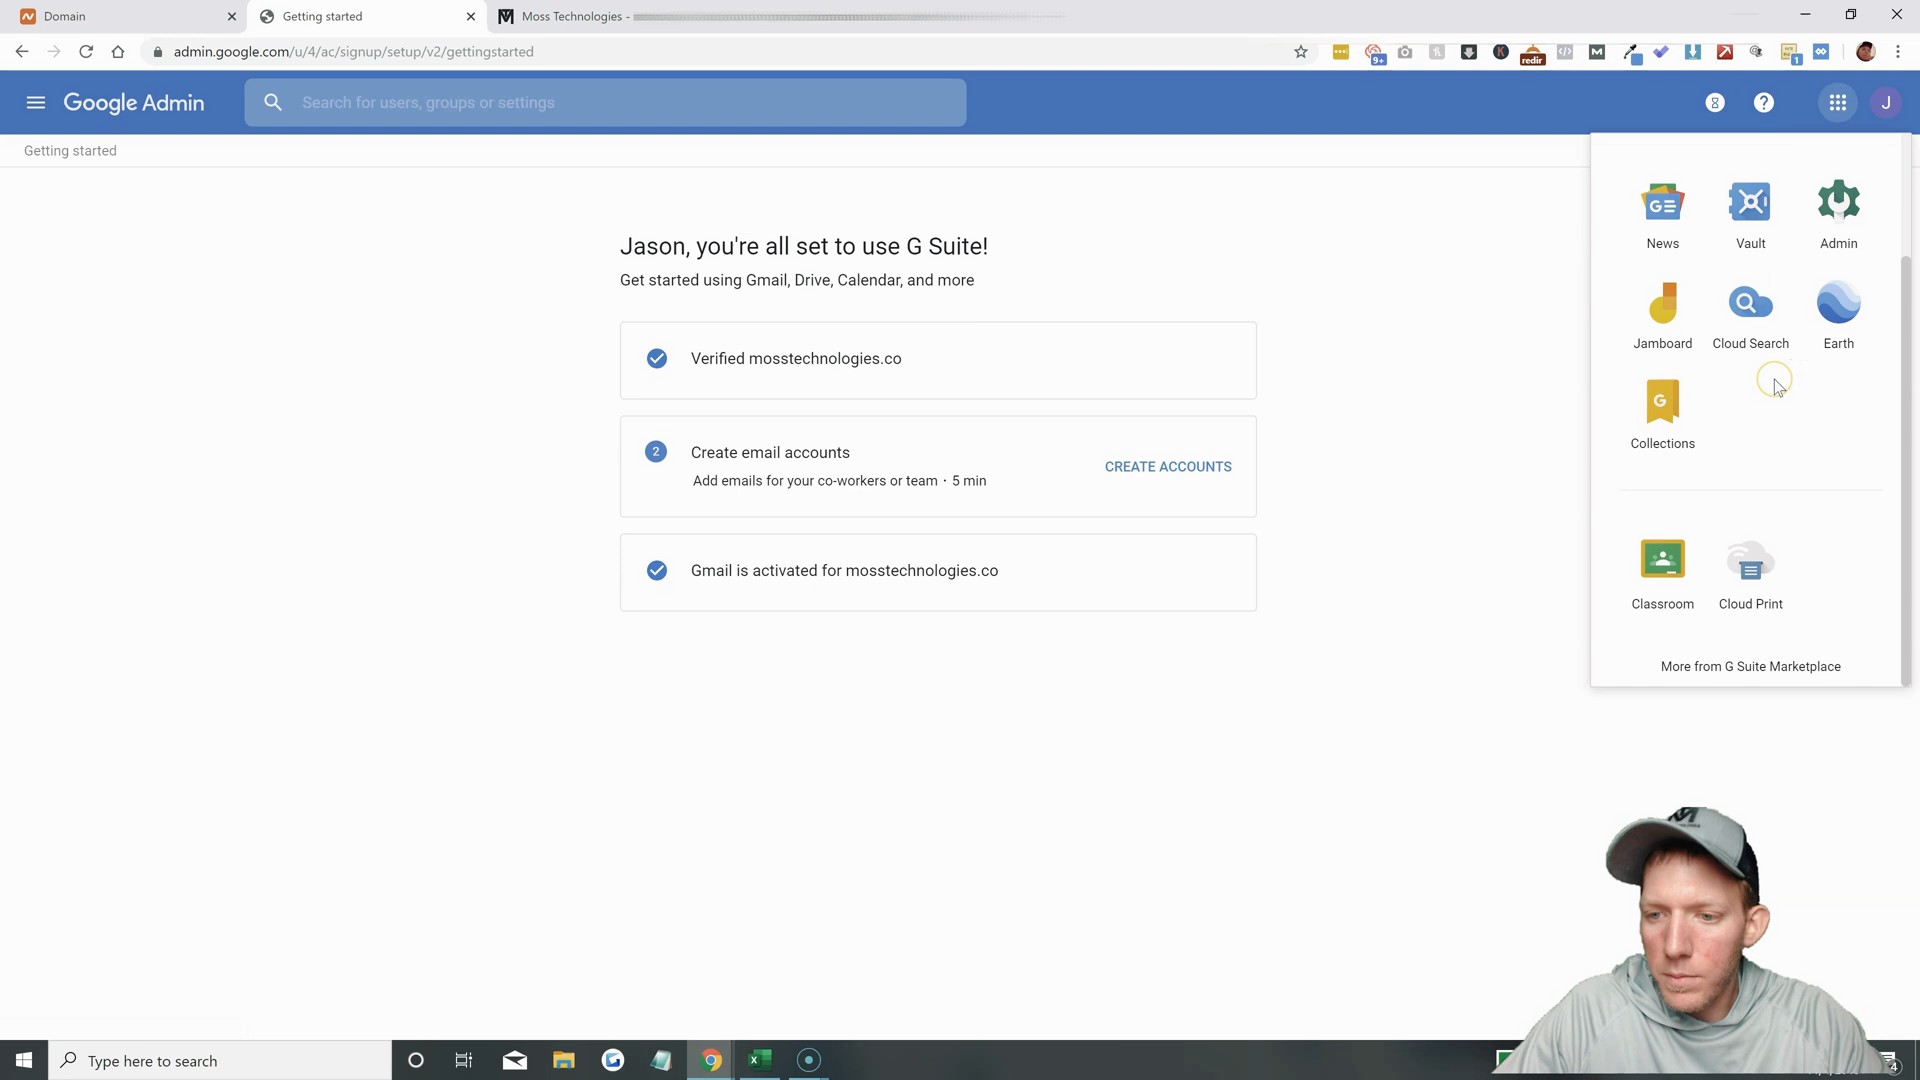 Domain
Getting started
Moss Technologies -
admin.google.com/u/4/ac/signup/setup/v2/gettingstarted
9+
redir
1
Google Admin
Search for users, groups or settings
J
Getting started
Jason, you're all set to use G Suite!
Get started using Gmail, Drive, Calendar, and more
Verified mosstechnologies.co
2
Create email accounts
Add emails for your co-workers or team · 5 min
CREATE ACCOUNTS
Gmail is activated for mosstechnologies.co
News
Vault
Admin
Jamboard
Cloud Search
Earth
Collections
Classroom
Cloud Print
More from G Suite Marketplace
Type here to search
4